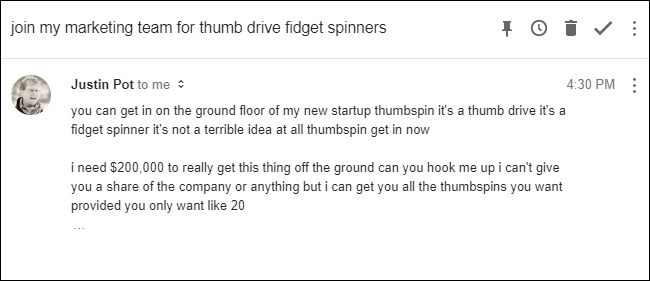 join my marketing team for thumb drive fidget spinners
Justin Pot to me
4:30 PM
you can get in on the ground floor of my new startup thumbspin it's a thumb drive it's a
fidget spinner it's not a terrible idea at all thumbspin get in now
i need $200,000 to really get this thing off the ground can you hook me up i can't give
you a share of the company or anything but i can get you all the thumbspins you want
provided you only want like 20
...